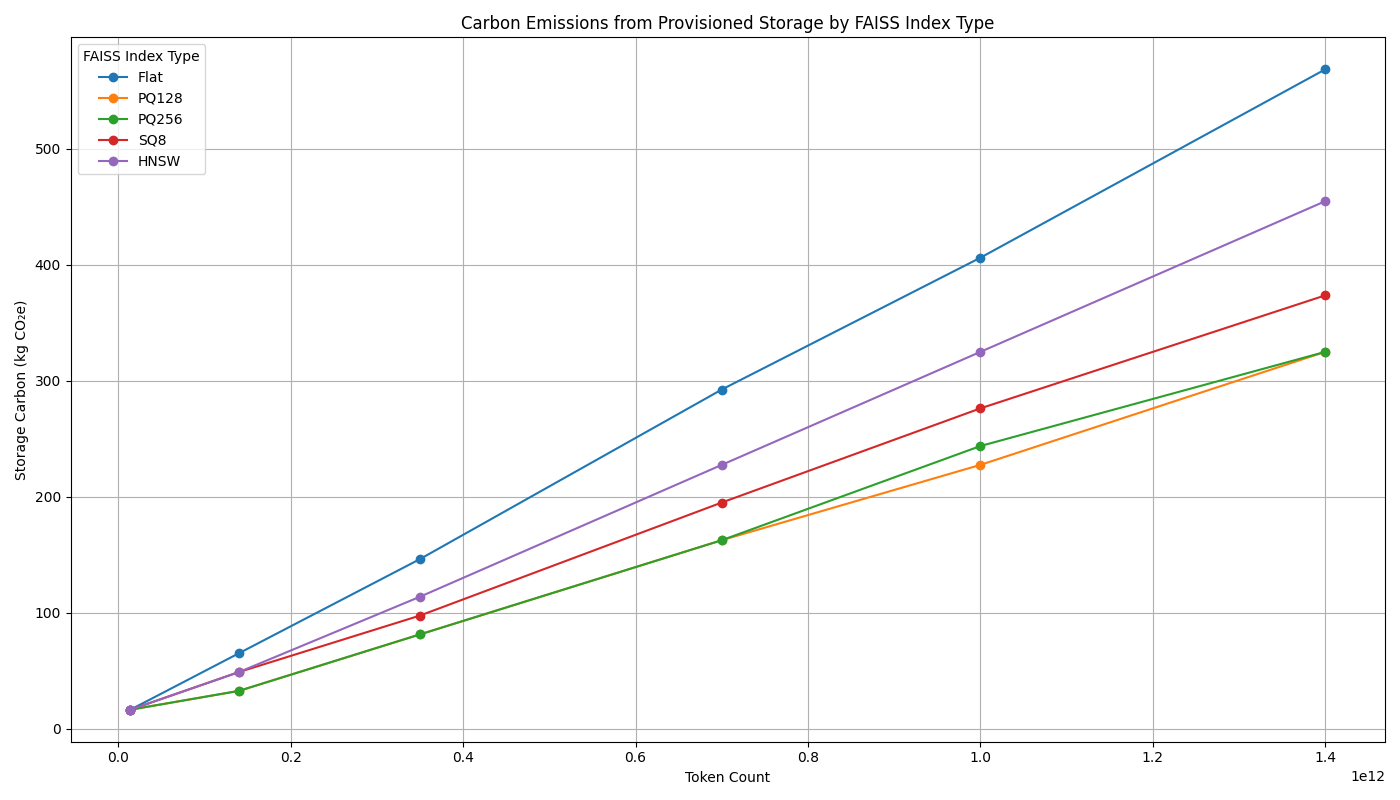 Carbon Emissions from Provisioned Storage by FAISS Index Type
FAISS Index Type
Flat
PQ128
PQ256
SQ8
HNSW
Storage Carbon (kg CO₂e)
500
400
300
200
100
0
0.0 0.2 0.4 0.6 0.8 1.0 1.2 1.4
1e12
Token Count